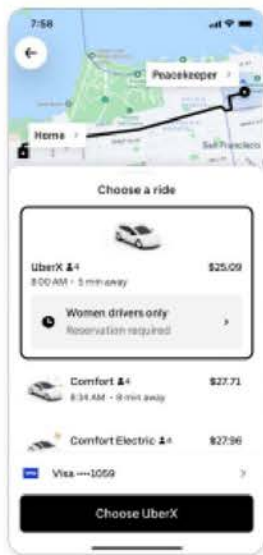 7:58
Peacekeeper >
Home >
San Francisco
Choose a ride
UberX 4
$25.09
8:00 AM - 5 min away
Women drivers only
Reservation required
Comfort 4
$27.71
8:34 AM - 8 min away
Comfort Electric 4
$27.96
Visa ••••1059
Choose UberX